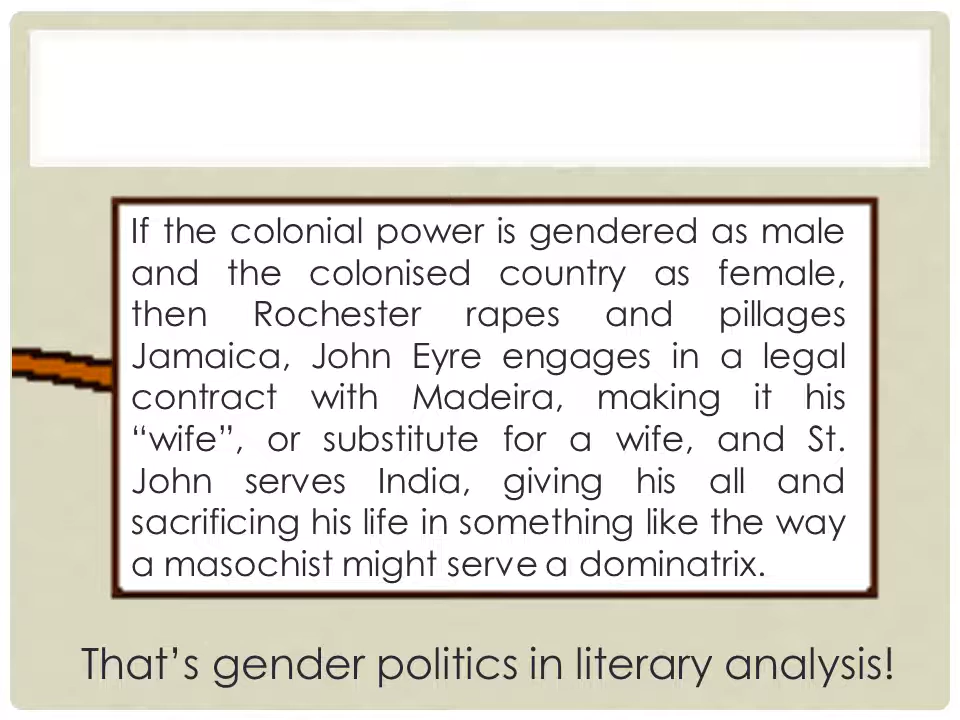 If the colonial power is gendered as male
and the colonised country as female,
then Rochester rapes and pillages
Jamaica, John Eyre engages in a legal
contract with Madeira, making it his
“wife”, or substitute for a wife, and St.
John serves India, giving his all and
sacrificing his life in something like the way
a masochist might serve a dominatrix.
That’s gender politics in literary analysis!